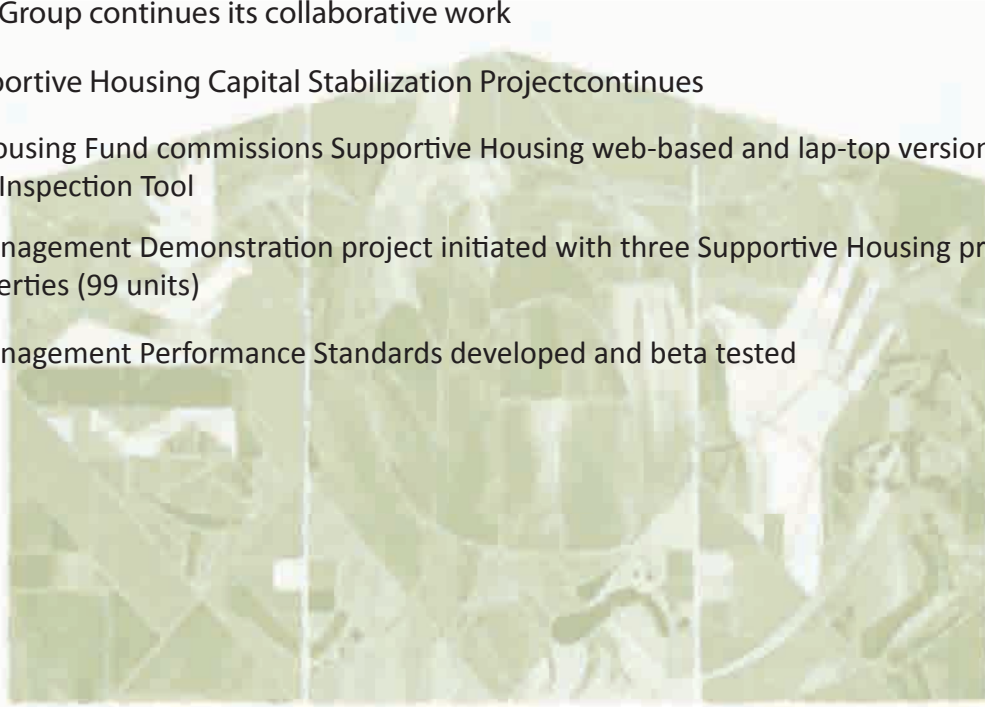 Group continues its collaborative work
portive Housing Capital Stabilization Projectcontinues
ousing Fund commissions Supportive Housing web-based and lap-top version
Inspection Tool
nagement Demonstration project initiated with three Supportive Housing pr
erties (99 units)
nagement Performance Standards developed and beta tested